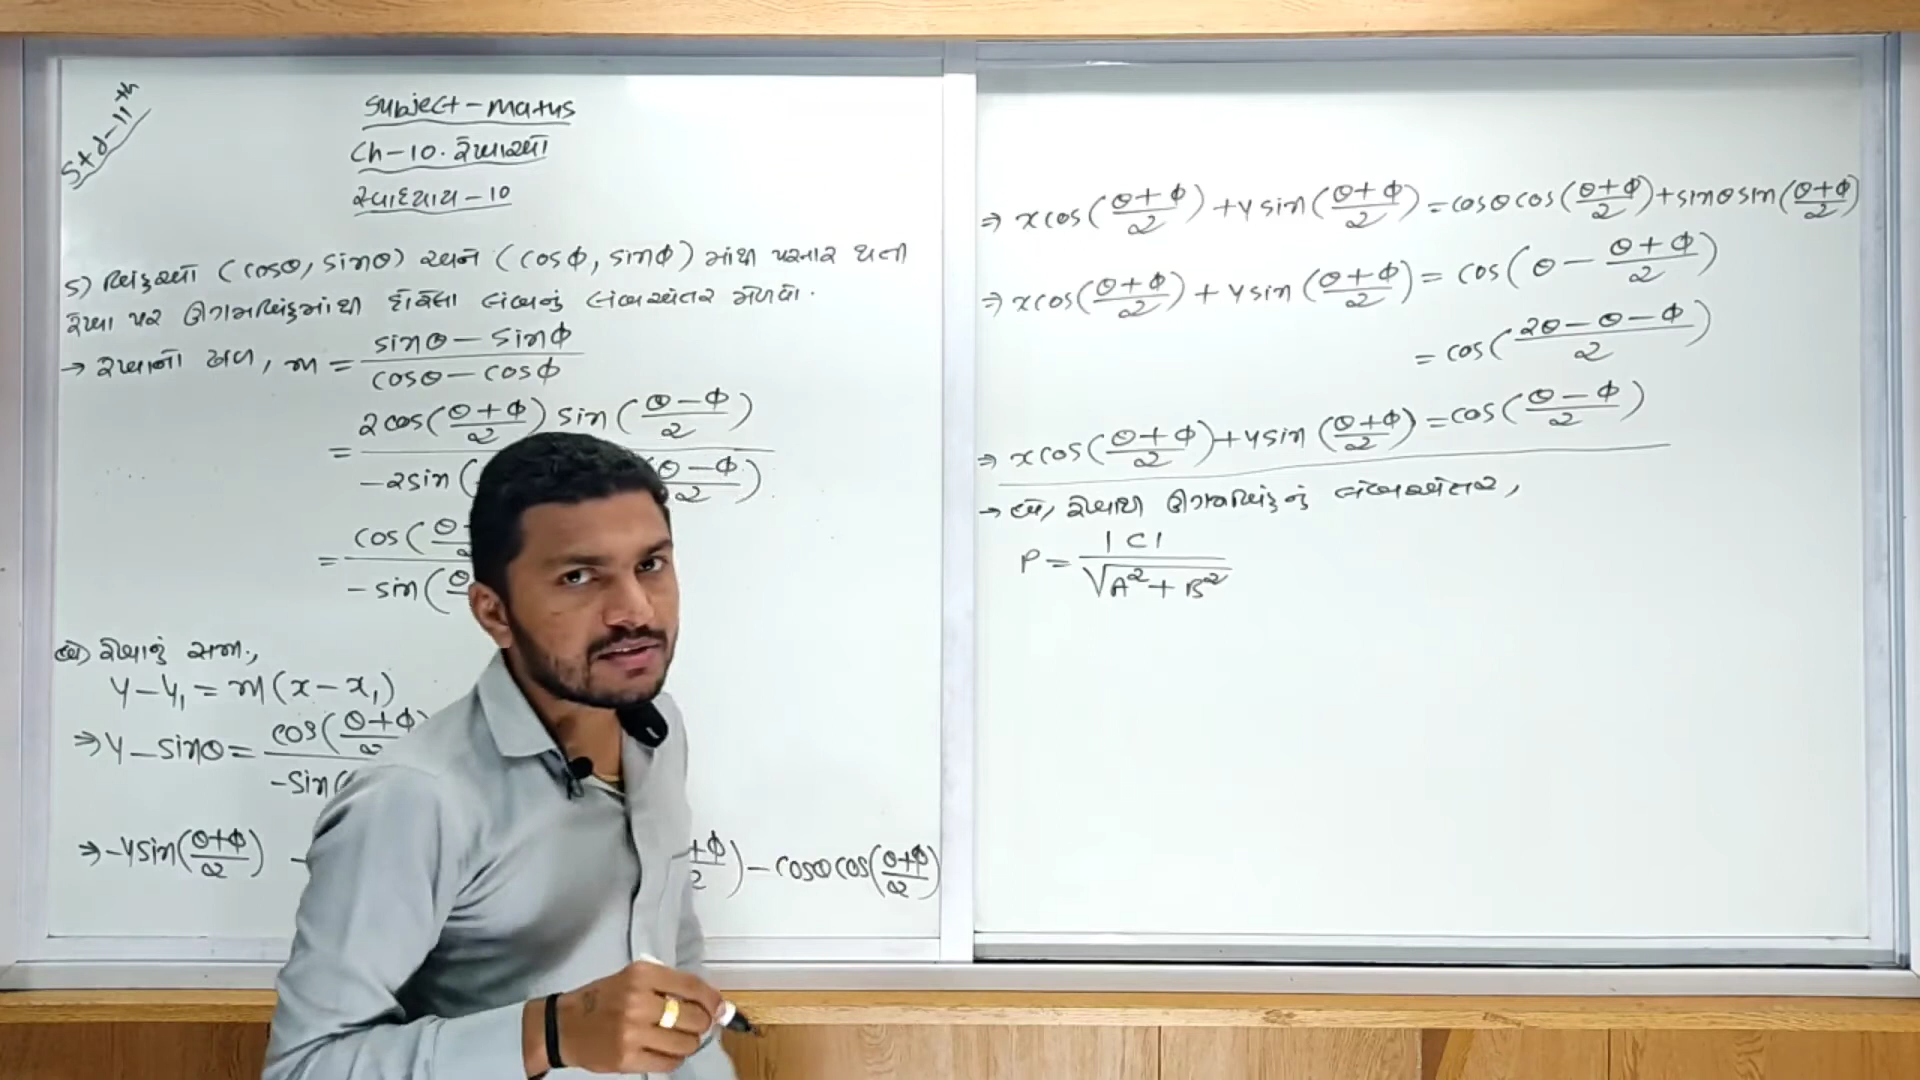 Std-11th
Subject-Maths
Ch-10. રેખાઓ
સ્વાધ્યાય-10
5) બિંદુઓ (cosθ, sinθ) અને (cosϕ, sinϕ) માંથી પસાર થતી
રેખા પર ઊગમબિંદુમાંથી દોરેલા લંબનું લંબઅંતર મેળવો.
→ રેખાનો ઢાળ, m = (sinθ - sinϕ)/(cosθ - cosϕ)
= 2cos((θ+ϕ)/2) sin((θ-ϕ)/2) / -2sin( (θ-ϕ)/2)
= cos(θ / -sin(θ
હવે, રેખાનું સમી.,
y - y₁ = m(x - x₁)
⇒ y - sinθ = cos((θ+ϕ)/2) / -sin(
⇒ -ysin((θ+ϕ)/2) - +ϕ/2) - cosθcos((θ+ϕ)/2)
⇒ xcos((θ+ϕ)/2) + ysin((θ+ϕ)/2) = cosθcos((θ+ϕ)/2) + sinθsin((θ+ϕ)/2)
⇒ xcos((θ+ϕ)/2) + ysin((θ+ϕ)/2) = cos(θ - (θ+ϕ)/2)
= cos((2θ-θ-ϕ)/2)
⇒ xcos((θ+ϕ)/2) + ysin((θ+ϕ)/2) = cos((θ-ϕ)/2)
→ હવે, રેખાથી ઊગમબિંદુનું લંબઅંતર,
P = |C| / √(A² + B²)